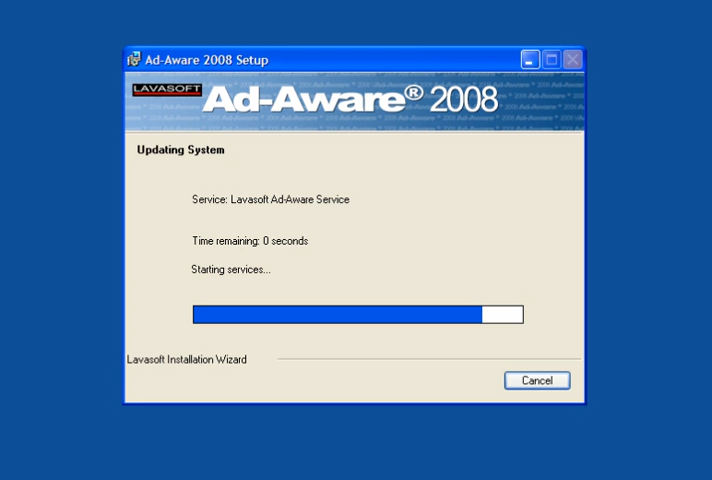 Ad-Aware 2008 Setup
LAVASOFT
Ad-Aware® 2008
Updating System
Service: Lavasoft Ad-Aware Service
Time remaining: 0 seconds
Starting services...
Lavasoft Installation Wizard
Cancel